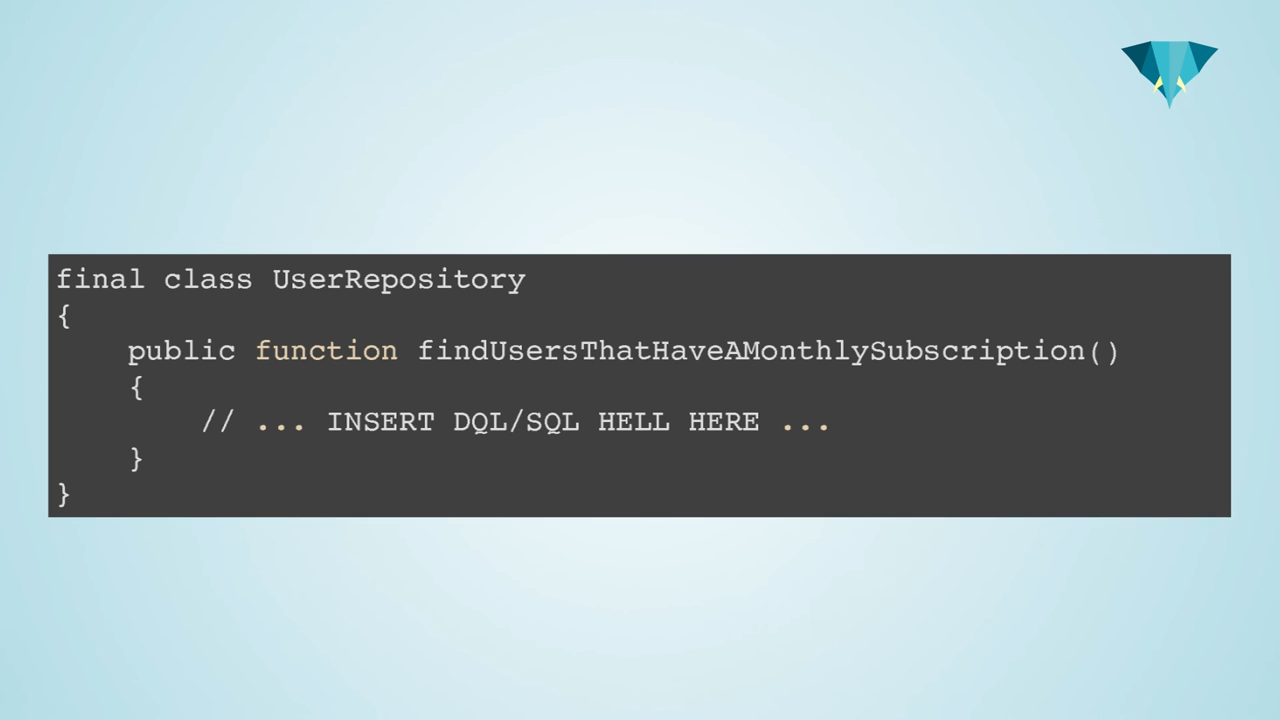 final class UserRepository
{
    public function findUsersThatHaveAMonthlySubscription()
    {
        // ... INSERT DQL/SQL HELL HERE ...
    }
}